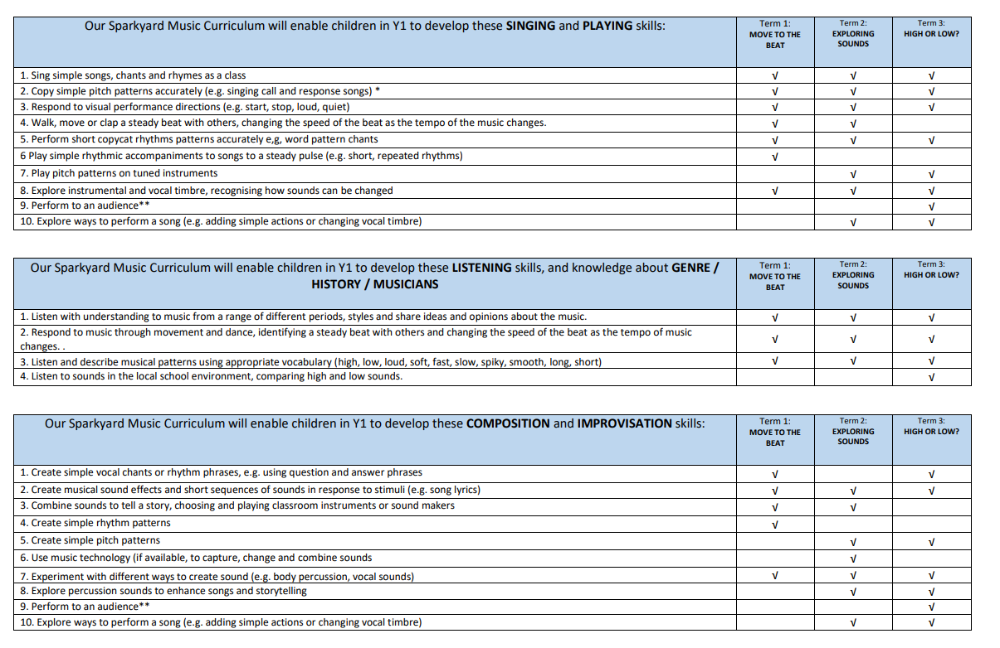 Our Sparkyard Music Curriculum will enable children in Y1 to develop these SINGING and PLAYING skills:
Term 1:
MOVE TO THE
BEAT
Term 2:
EXPLORING
SOUNDS
Term 3:
HIGH OR LOW?
1. Sing simple songs, chants and rhymes as a class √ √ √
2. Copy simple pitch patterns accurately (e.g. singing call and response songs) * √ √ √
3. Respond to visual performance directions (e.g. start, stop, loud, quiet) √ √ √
4. Walk, move or clap a steady beat with others, changing the speed of the beat as the tempo of the music changes. √ √
5. Perform short copycat rhythms patterns accurately e,g, word pattern chants √ √ √
6 Play simple rhythmic accompaniments to songs to a steady pulse (e.g. short, repeated rhythms) √
7. Play pitch patterns on tuned instruments √ √
8. Explore instrumental and vocal timbre, recognising how sounds can be changed √ √ √
9. Perform to an audience** √
10. Explore ways to perform a song (e.g. adding simple actions or changing vocal timbre) √ √
Our Sparkyard Music Curriculum will enable children in Y1 to develop these LISTENING skills, and knowledge about GENRE /
HISTORY / MUSICIANS
Term 1:
MOVE TO THE
BEAT
Term 2:
EXPLORING
SOUNDS
Term 3:
HIGH OR LOW?
1. Listen with understanding to music from a range of different periods, styles and share ideas and opinions about the music. √ √ √
2. Respond to music through movement and dance, identifying a steady beat with others and changing the speed of the beat as the tempo of music
changes. . √ √ √
3. Listen and describe musical patterns using appropriate vocabulary (high, low, loud, soft, fast, slow, spiky, smooth, long, short) √ √ √
4. Listen to sounds in the local school environment, comparing high and low sounds. √
Our Sparkyard Music Curriculum will enable children in Y1 to develop these COMPOSITION and IMPROVISATION skills:
Term 1:
MOVE TO THE
BEAT
Term 2:
EXPLORING
SOUNDS
Term 3:
HIGH OR LOW?
1. Create simple vocal chants or rhythm phrases, e.g. using question and answer phrases √ √
2. Create musical sound effects and short sequences of sounds in response to stimuli (e.g. song lyrics) √ √ √
3. Combine sounds to tell a story, choosing and playing classroom instruments or sound makers √ √
4. Create simple rhythm patterns √
5. Create simple pitch patterns √ √
6. Use music technology (if available, to capture, change and combine sounds √
7. Experiment with different ways to create sound (e.g. body percussion, vocal sounds) √ √ √
8. Explore percussion sounds to enhance songs and storytelling √ √
9. Perform to an audience** √
10. Explore ways to perform a song (e.g. adding simple actions or changing vocal timbre) √ √